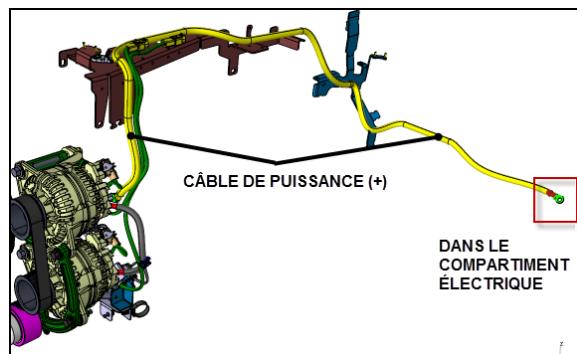 CÂBLE DE PUISSANCE (+)
DANS LE
COMPARTIMENT
ÉLECTRIQUE
z